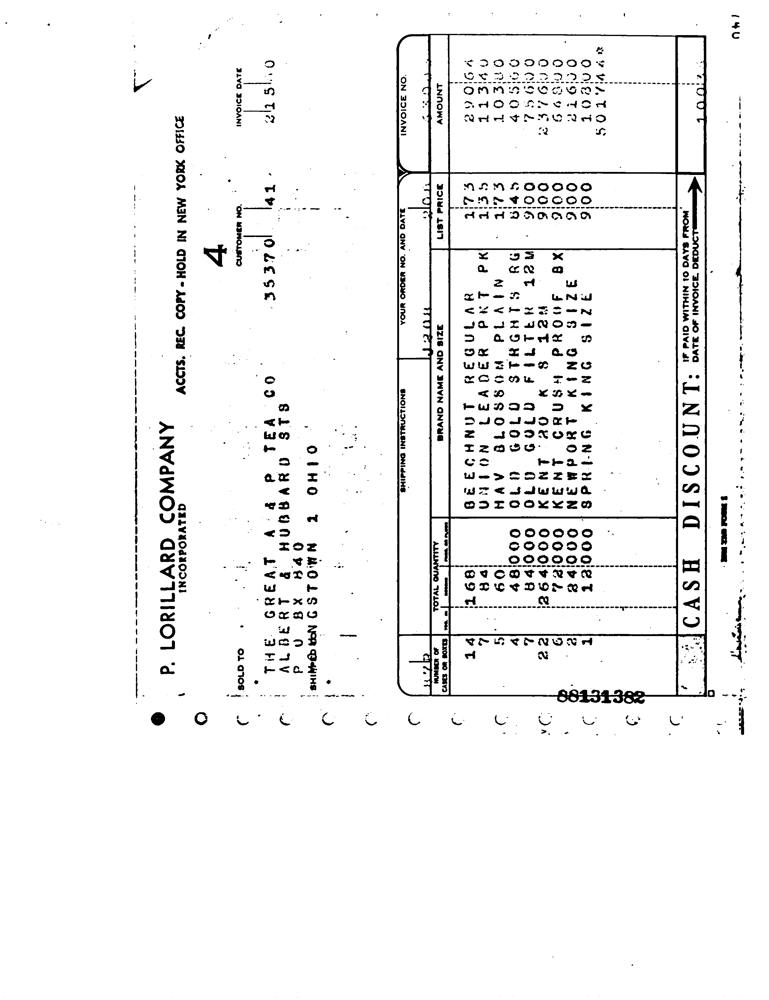 P. LORILLARD COMPANY
INCORPORATED
ACCTS. REC. COPY - HOLD IN NEW YORK OFFICE
4
SOLD TO
CUSTOMER NO.
INVOICE DATE
THE GREAT A & P TEA CO
35370 41
ALBERT & HUBBARD STS
P O BX 840
YOUNGSTOWN 1 OHIO
SHIPPING INSTRUCTIONS
YOUR ORDER NO. AND DATE
INVOICE NO.
NUMBER OF CASES OR BOXES
TOTAL QUANTITY
BRAND NAME AND SIZE
LIST PRICE
AMOUNT
14 168 BEECHNUT REGULAR 173 29064
7 84 UNION LEADER PKT PK 135 11340
5 60 HAV BLOSSOM PLAIN 173 10380
4 48000 OLD GOLD STRGHTS RG 845 40560
7 84000 OLD GOLD FILTER 12M 900 75600
22 264000 KENT 20 K S 12M 900 237600
6 72000 KENT CRUSH PROOF BX 900 64800
2 24000 NEWPORT KING SIZE 900 21600
1 12000 SPRING KING SIZE 900 10800
501744
CASH DISCOUNT: IF PAID WITHIN 10 DAYS FROM
DATE OF INVOICE, DEDUCT
88131382